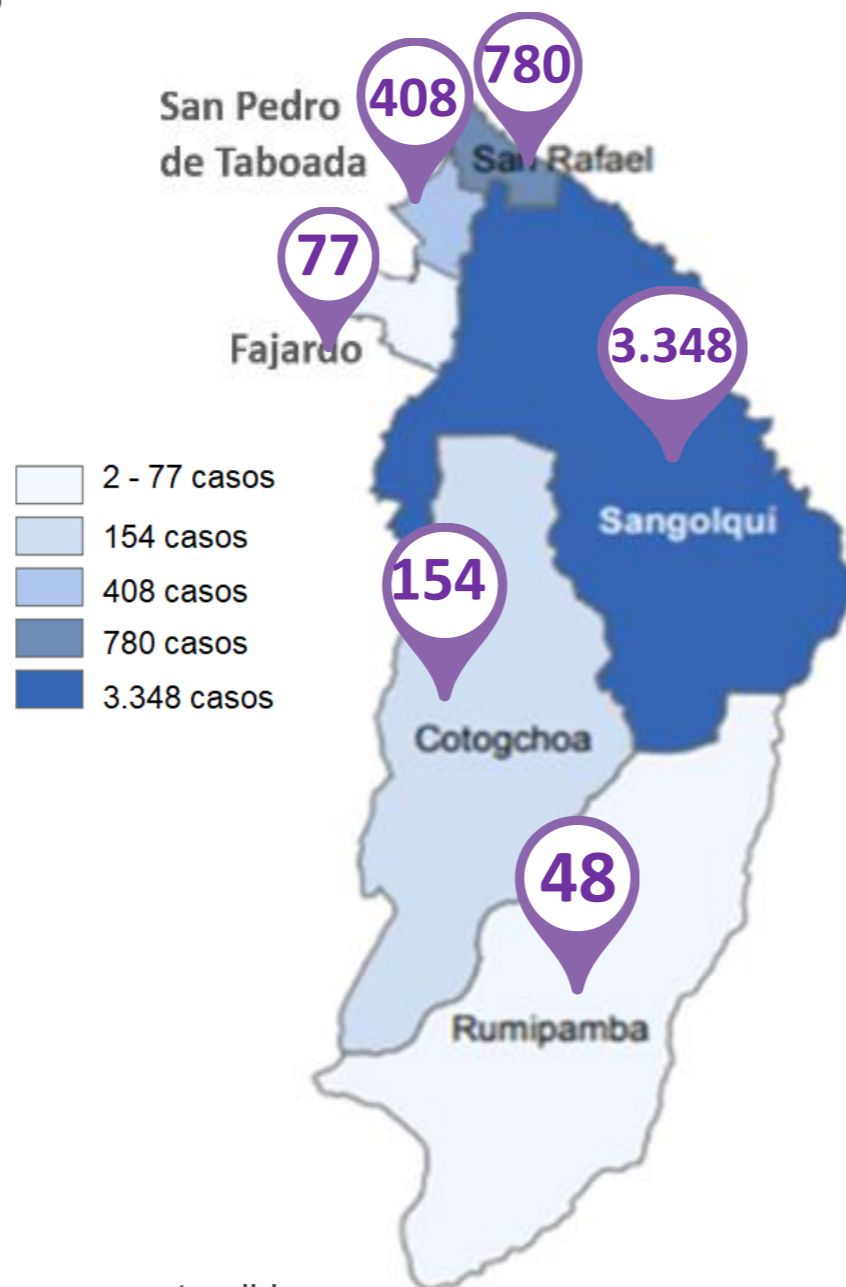 780
408
San Pedro
de Taboada
San Rafael
77
Fajardo
3.348
Sangolquí
2 - 77 casos
154 casos
408 casos
780 casos
3.348 casos
154
Cotogchoa
48
Rumipamba